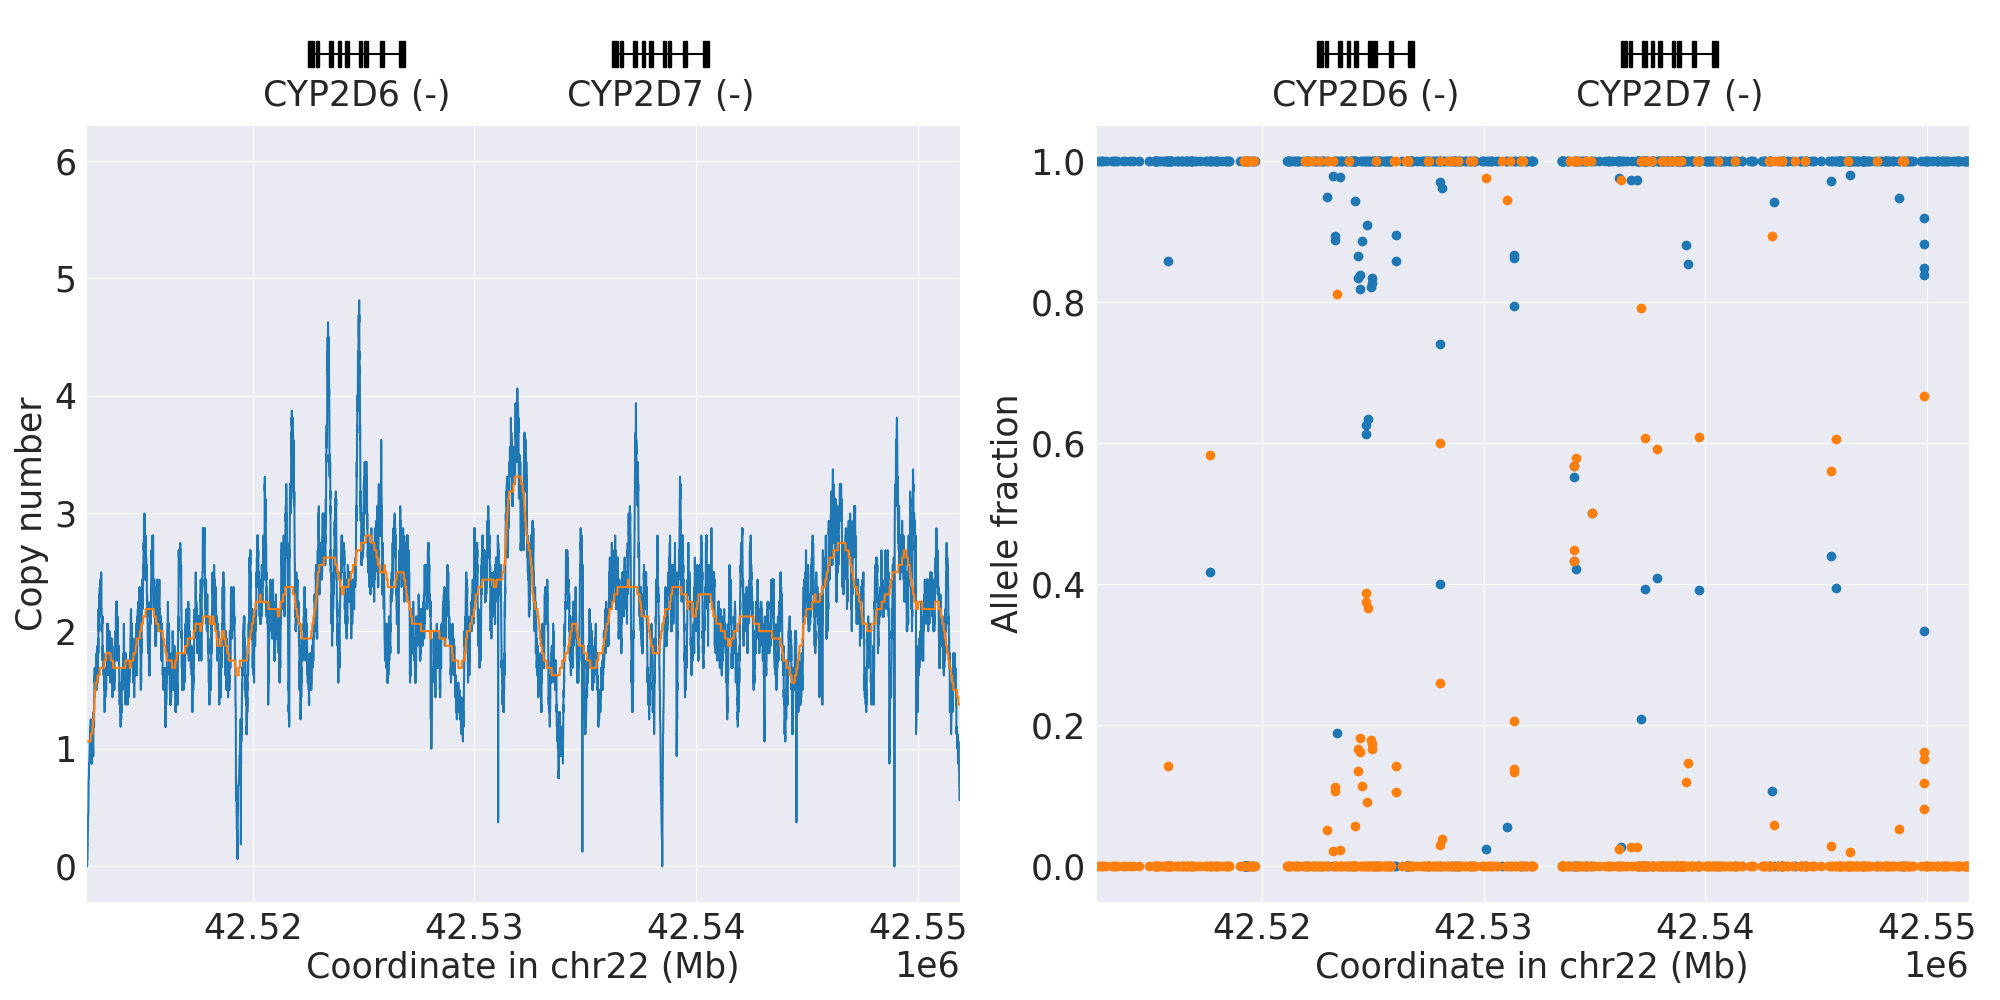 CYP2D6 (-) CYP2D7 (-)
6
5
4
3
2
1
0
Copy number
42.52 42.53 42.54 42.55
Coordinate in chr22 (Mb) 1e6
CYP2D6 (-) CYP2D7 (-)
1.0
0.8
0.6
0.4
0.2
0.0
Allele fraction
42.52 42.53 42.54 42.55
Coordinate in chr22 (Mb) 1e6